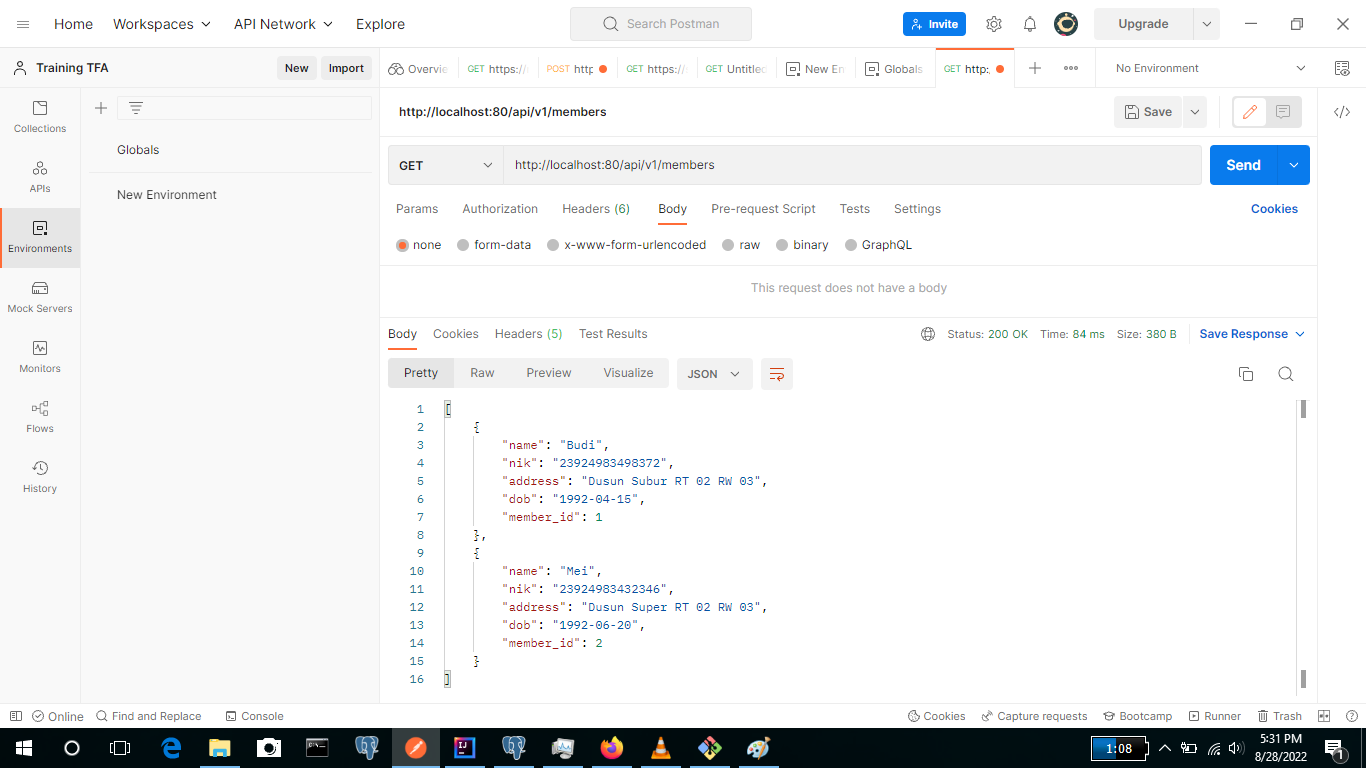 Home Workspaces API Network Explore Search Postman Invite Upgrade
Training TFA New Import
Overvie GET https:// POST http GET https:// GET Untitled New En Globals GET http: No Environment
Collections
APIs
Environments
Mock Servers
Monitors
Flows
History
Globals
New Environment
http://localhost:80/api/v1/members Save
GET http://localhost:80/api/v1/members Send
Params Authorization Headers (6) Body Pre-request Script Tests Settings Cookies
none form-data x-www-form-urlencoded raw binary GraphQL
This request does not have a body
Body Cookies Headers (5) Test Results Status: 200 OK Time: 84 ms Size: 380 B Save Response
Pretty Raw Preview Visualize JSON
1 [
2 {
3 "name": "Budi",
4 "nik": "23924983498372",
5 "address": "Dusun Subur RT 02 RW 03",
6 "dob": "1992-04-15",
7 "member_id": 1
8 },
9 {
10 "name": "Mei",
11 "nik": "23924983432346",
12 "address": "Dusun Super RT 02 RW 03",
13 "dob": "1992-06-20",
14 "member_id": 2
15 }
16 ]
Online Find and Replace Console Cookies Capture requests Bootcamp Runner Trash
1:08 5:31 PM
8/28/2022 1